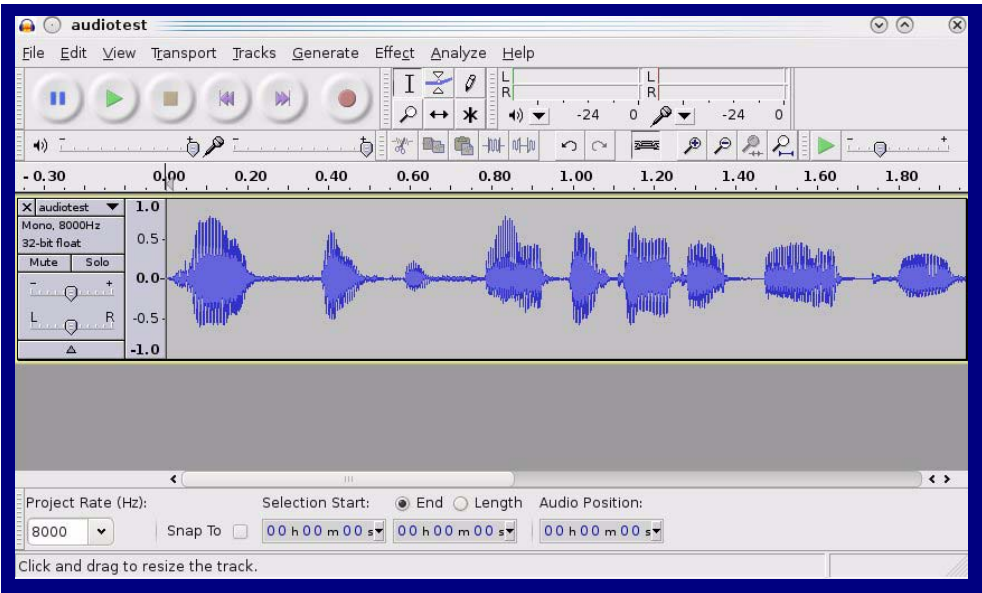 audiotest
File Edit View Transport Tracks Generate Effect Analyze Help
L L
R R
-24 0 -24 0
- +
- 0.30 0.00 0.20 0.40 0.60 0.80 1.00 1.20 1.40 1.60 1.80
X audiotest 1.0
Mono, 8000Hz
32-bit float 0.5
Mute Solo
- + 0.0
L R -0.5
-1.0
Project Rate (Hz): Selection Start: End Length Audio Position:
8000 Snap To 00 h 00 m 00 s 00 h 00 m 00 s 00 h 00 m 00 s
Click and drag to resize the track.